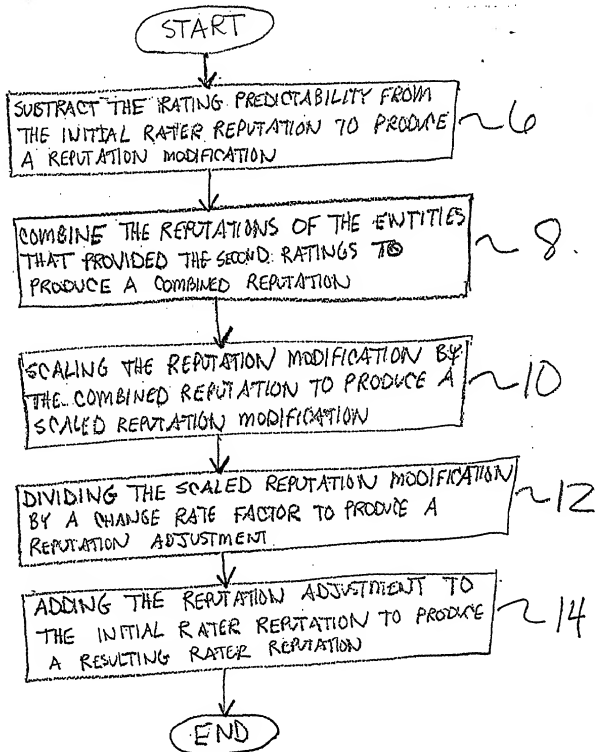 START
SUBTRACT THE RATING PREDICTABILITY FROM
THE INITIAL RATER REPUTATION TO PRODUCE
A REPUTATION MODIFICATION
~6
COMBINE THE REPUTATIONS OF THE ENTITIES
THAT PROVIDED THE SECOND RATINGS TO
PRODUCE A COMBINED REPUTATION
~8.
SCALING THE REPUTATION MODIFICATION BY
THE COMBINED REPUTATION TO PRODUCE A
SCALED REPUTATION MODIFICATION
~10
DIVIDING THE SCALED REPUTATION MODIFICATION
BY A CHANGE RATE FACTOR TO PRODUCE A
REPUTATION ADJUSTMENT
~12
ADDING THE REPUTATION ADJUSTMENT TO
THE INITIAL RATER REPUTATION TO PRODUCE
A RESULTING RATER REPUTATION
~14
END